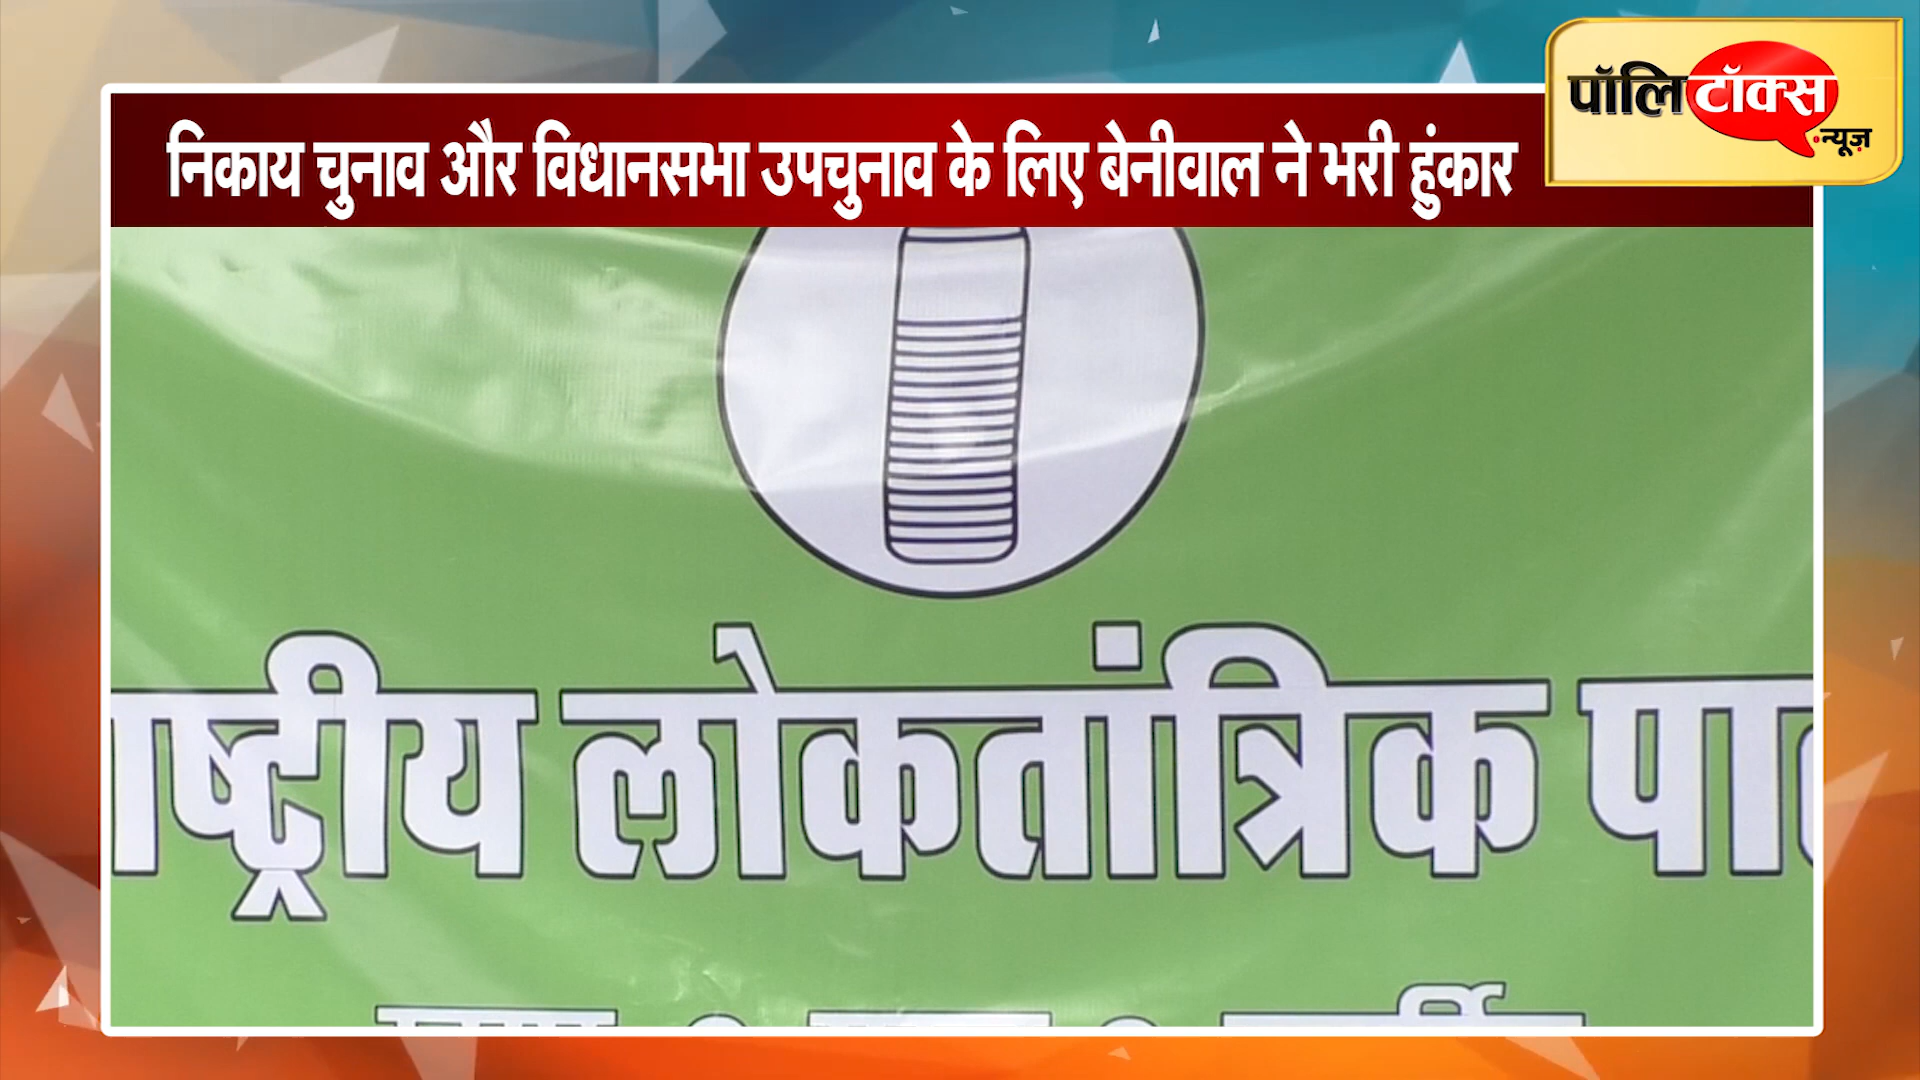 पॉलिटॉक्स
.न्यूज़
निकाय चुनाव और विधानसभा उपचुनाव के लिए बेनीवाल ने भरी हुंकार
राष्ट्रीय लोकतांत्रिक